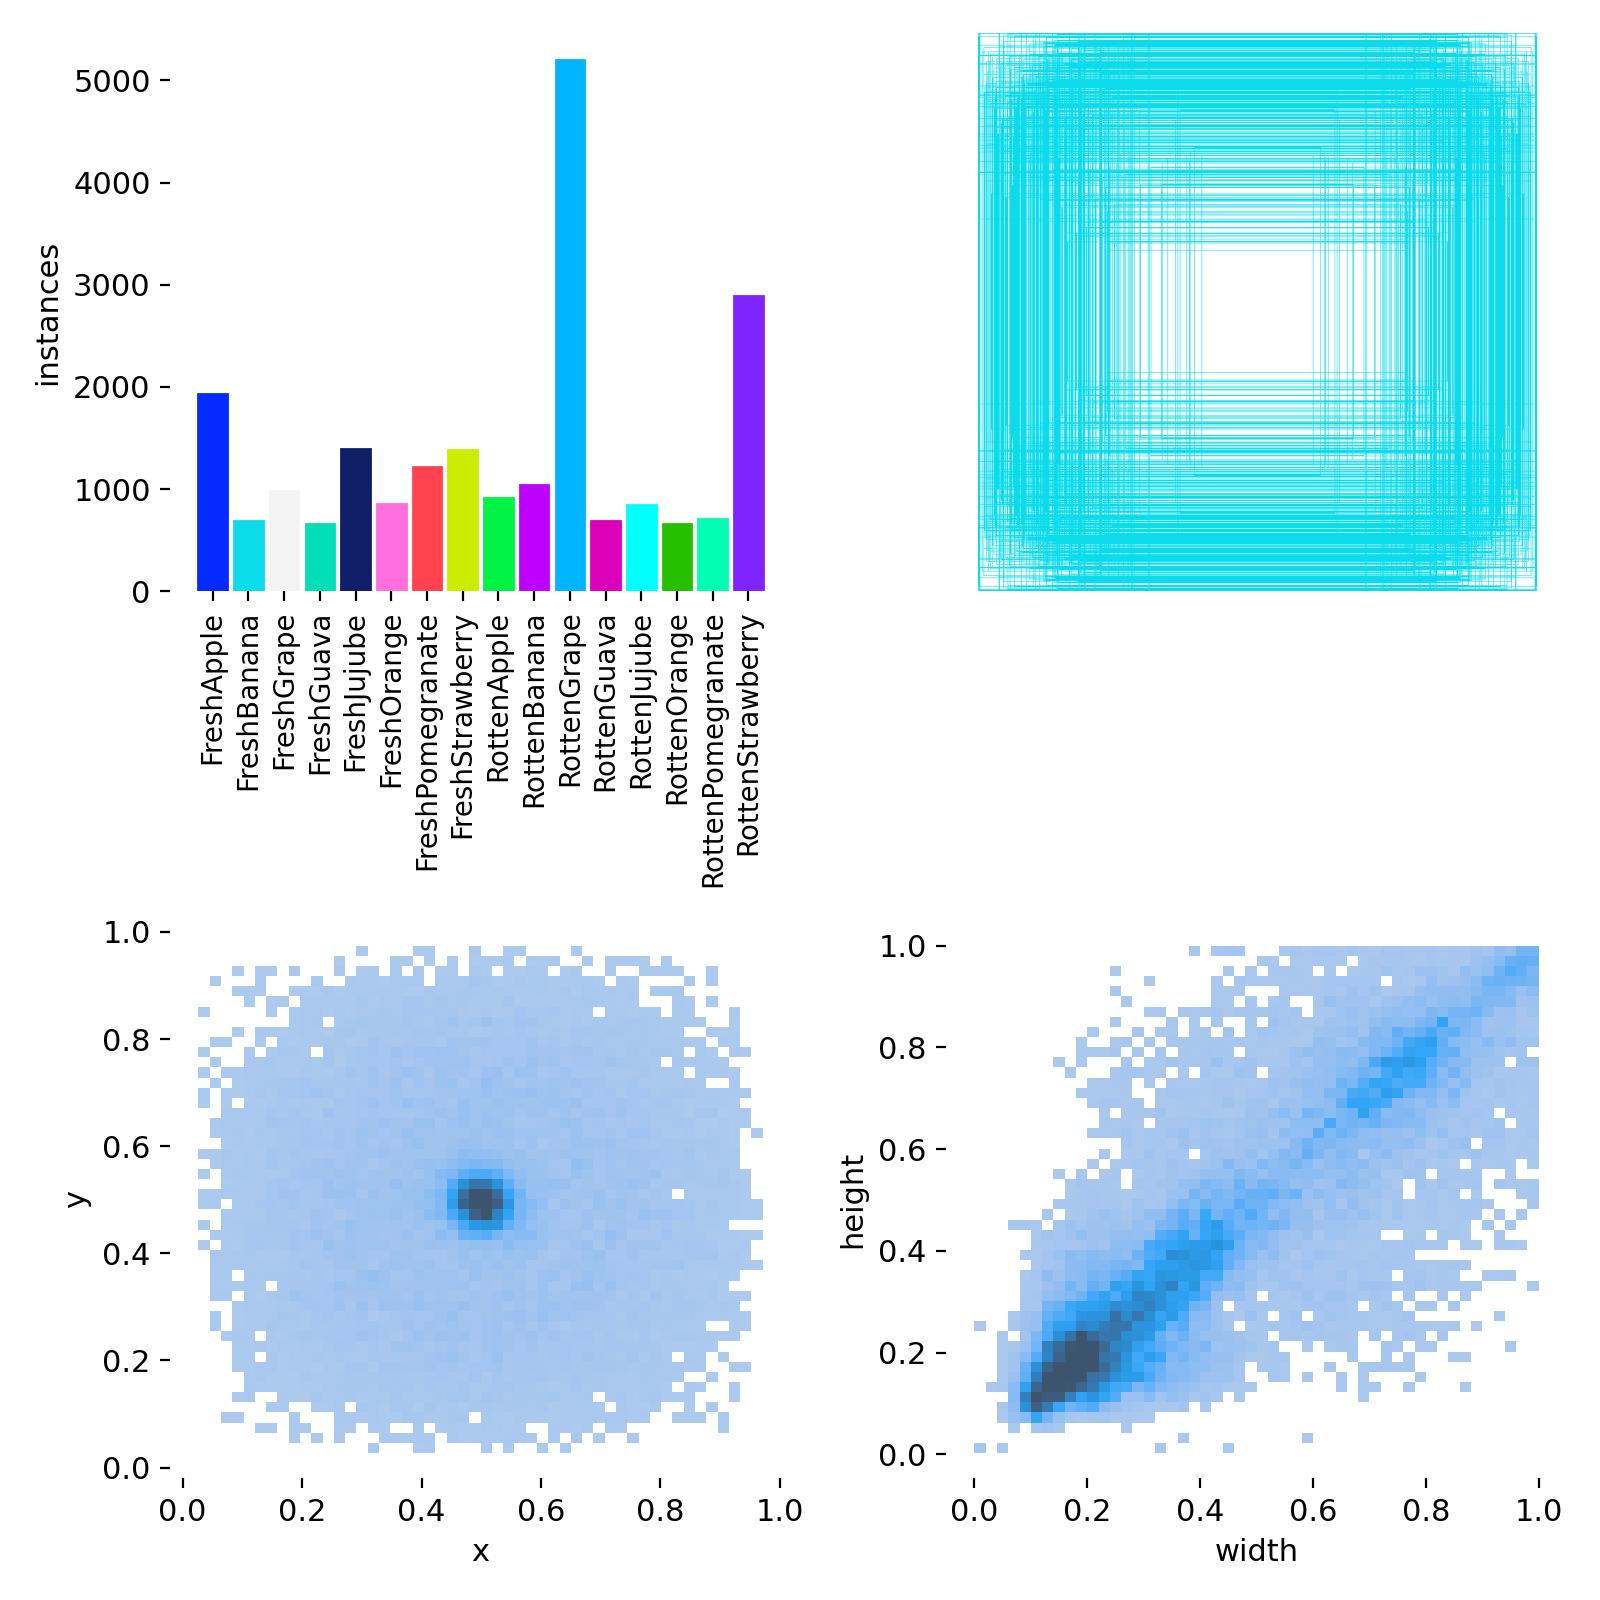 instances
5000
4000
3000
2000
1000
0
FreshApple
FreshBanana
FreshGrape
FreshGuava
FreshJujube
FreshOrange
FreshPomegranate
FreshStrawberry
RottenApple
RottenBanana
RottenGrape
RottenGuava
RottenJujube
RottenOrange
RottenPomegranate
RottenStrawberry
y
1.0
0.8
0.6
0.4
0.2
0.0
0.0 0.2 0.4 0.6 0.8 1.0
x
height
1.0
0.8
0.6
0.4
0.2
0.0
0.0 0.2 0.4 0.6 0.8 1.0
width